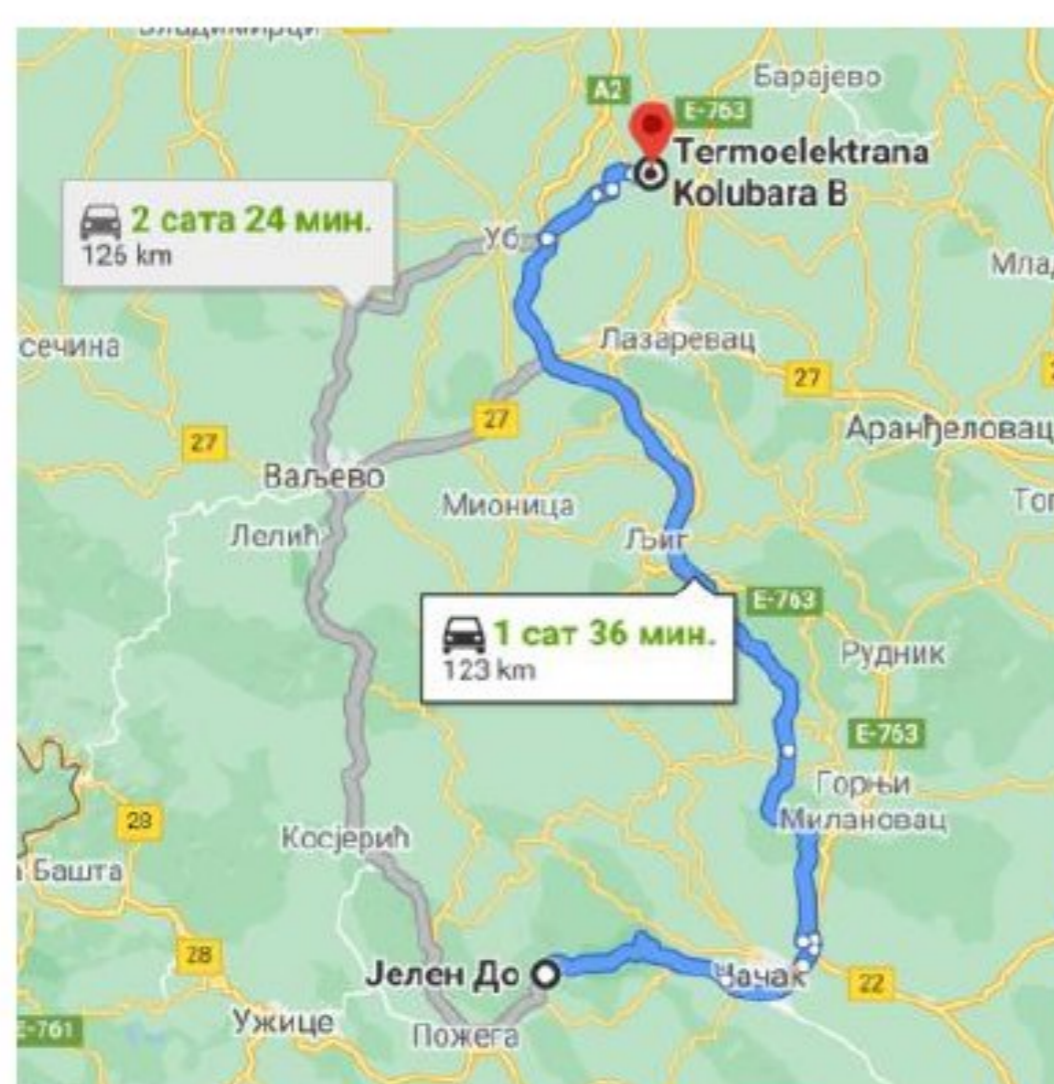 Владимирци
Барајево
A2
E-763
Termoelektrana
Kolubara B
2 сата 24 мин.
126 km
Уб
Мла
сечина
Лазаревац
27
27
27
Аранђеловац
Ваљево
Мионица
Топ
Лелић
Љиг
E-763
1 сат 36 мин.
123 km
Рудник
E-763
Горњи
Милановац
28
Косјерић
Башта
28
Јелен До
Чачак
22
E-761
Ужице
Пожега